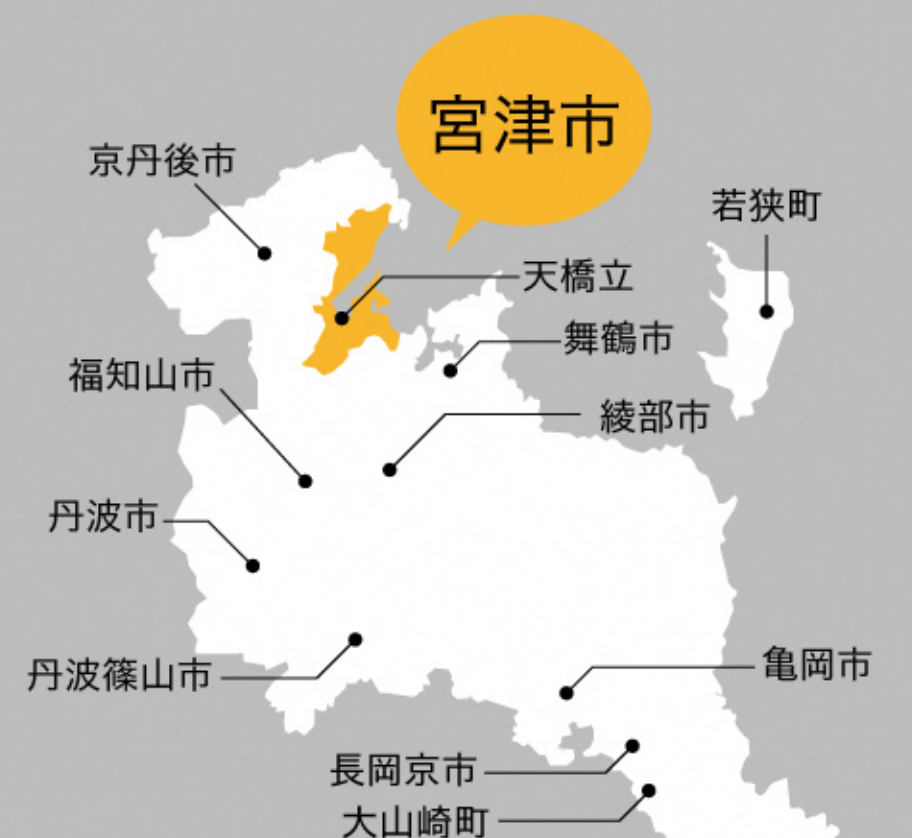 宮津市
京丹後市
若狭町
天橋立
舞鶴市
福知山市
綾部市
丹波市
亀岡市
丹波篠山市
長岡京市
大山崎町